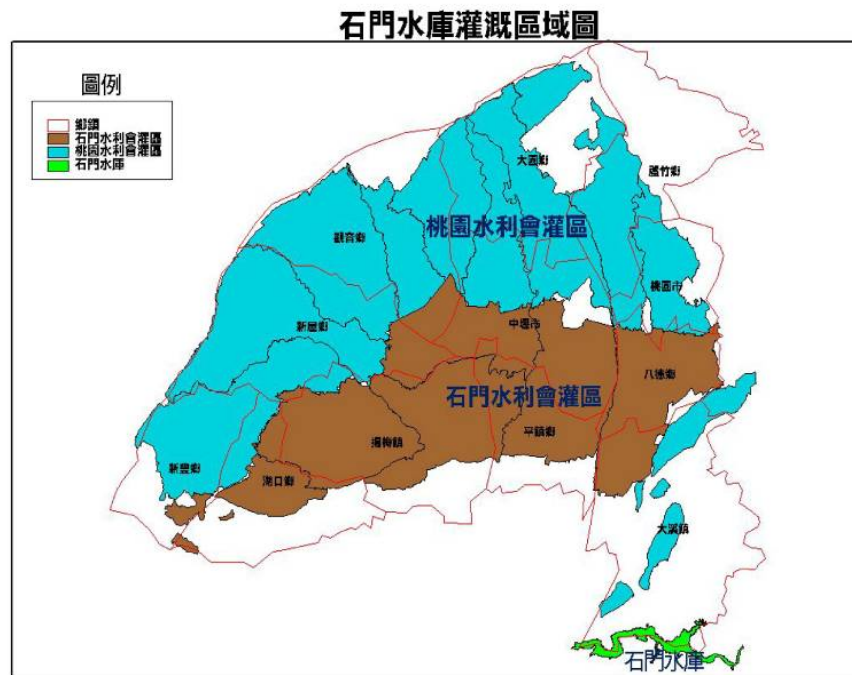 石門水庫灌溉區域圖
圖例
鄉鎮
石門水利會灌區
桃園水利會灌區
石門水庫
大園鄉
蘆竹鄉
桃園水利會灌區
觀音鄉
桃園市
新屋鄉
中壢市
八德鄉
石門水利會灌區
平鎮鄉
楊梅鎮
新豐鄉
湖口鄉
大溪鎮
石門水庫